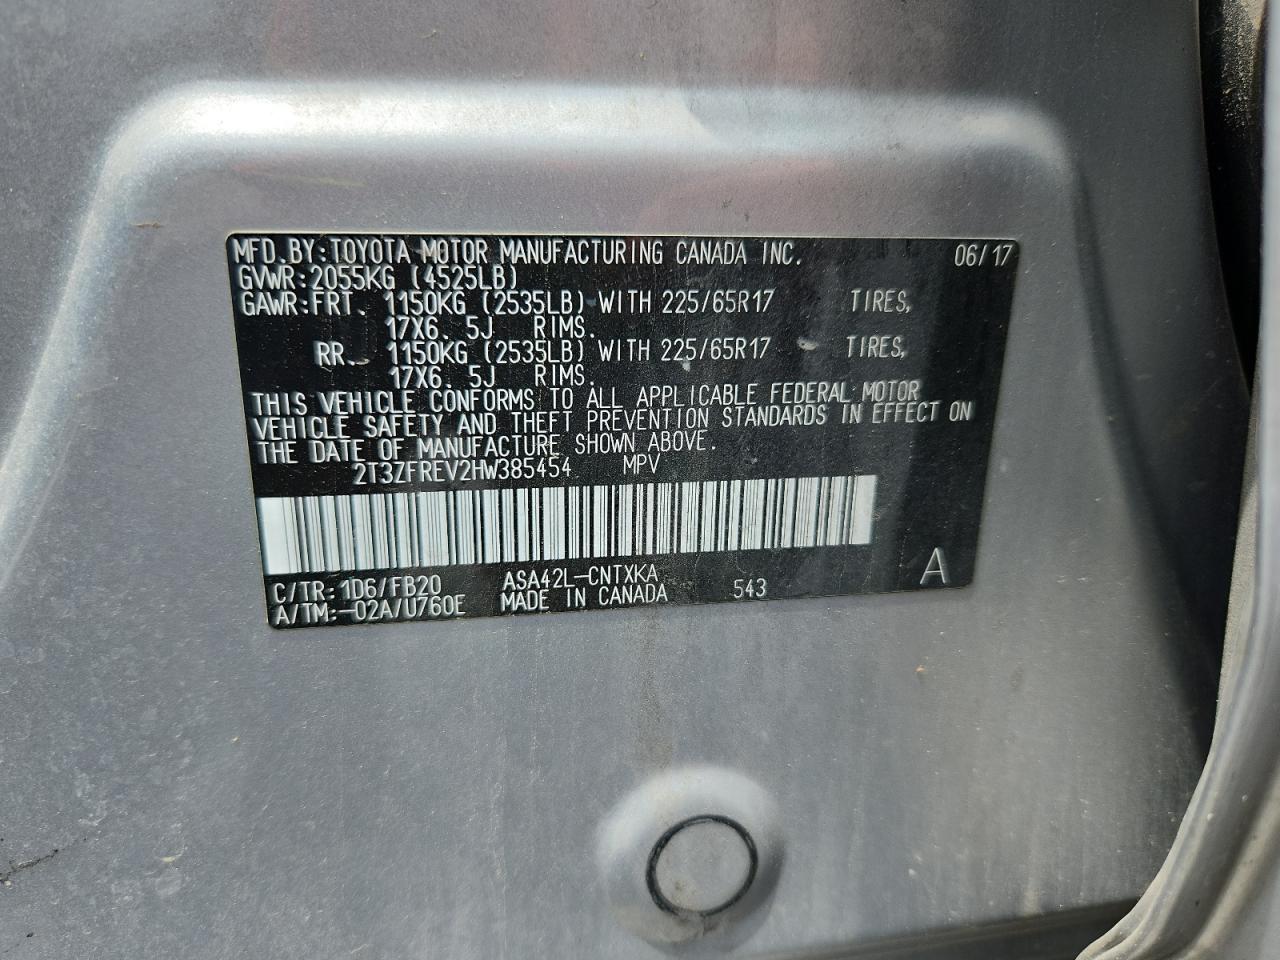 MFD.BY:TOYOTA MOTOR MANUFACTURING CANADA INC. 06/17
GVWR:2055KG (4525LB)
GAWR:FRT. 1150KG (2535LB) WITH 225/65R17 TIRES,
17X6.5J RIMS.
RR. 1150KG (2535LB) WITH 225/65R17 TIRES,
17X6.5J RIMS.
THIS VEHICLE CONFORMS TO ALL APPLICABLE FEDERAL MOTOR
VEHICLE SAFETY AND THEFT PREVENTION STANDARDS IN EFFECT ON
THE DATE OF MANUFACTURE SHOWN ABOVE.
2T3ZFREV2HW385454 MPV
C/TR:1D6/FB20 ASA42L-CNTXKA A
A/TM:-02A/U760E MADE IN CANADA 543